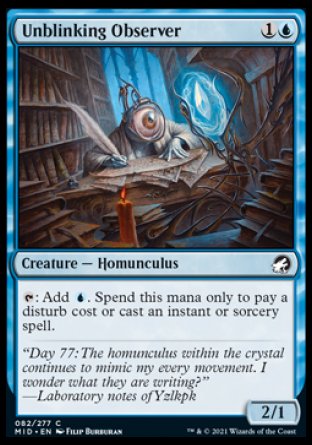 Unblinking Observer 1
Creature — Homunculus
: Add . Spend this mana only to pay a
disturb cost or cast an instant or sorcery
spell.
"Day 77: The homunculus within the crystal
continues to mimic my every movement. I
wonder what they are writing?"
—Laboratory notes of Yzlkpk
2/1
082/277 C
MID • EN Filip Burburan
™ & © 2021 Wizards of the Coast